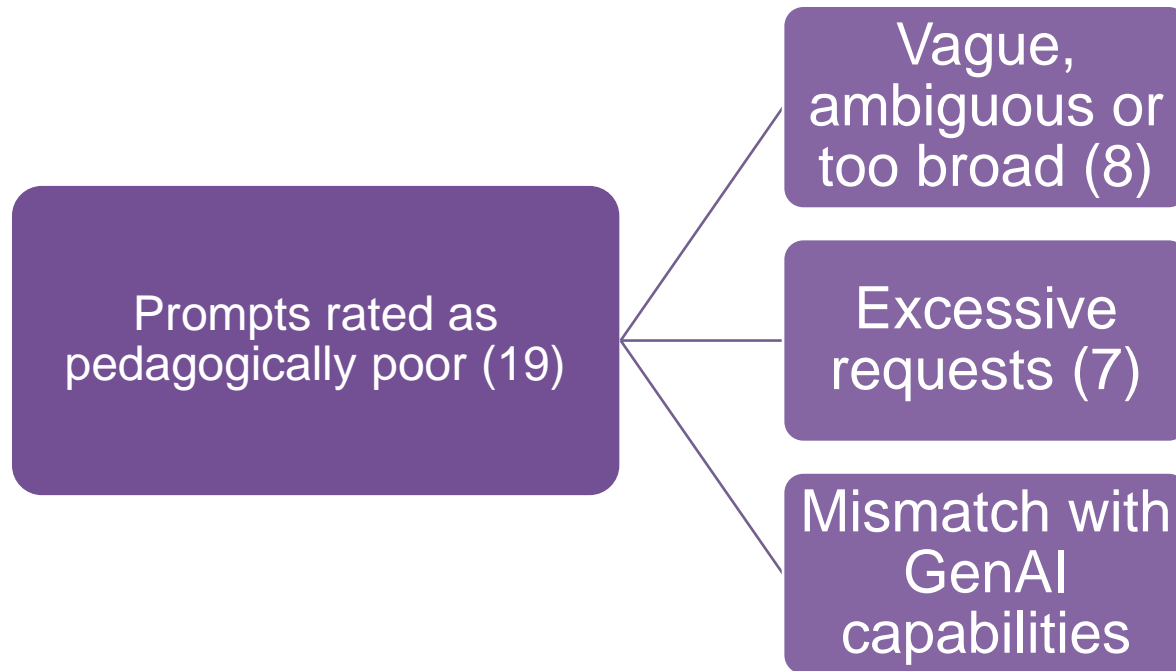 Prompts rated as
pedagogically poor (19)
Vague,
ambiguous or
too broad (8)
Excessive
requests (7)
Mismatch with
GenAI
capabilities